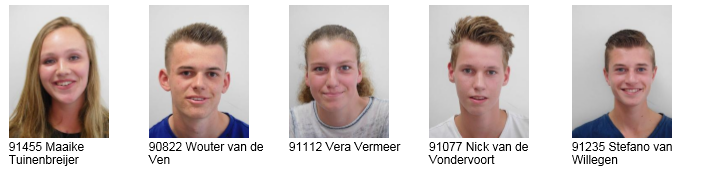 91455 Maaike
Tuinenbreijer
90822 Wouter van de
Ven
91112 Vera Vermeer
91077 Nick van de
Vondervoort
91235 Stefano van
Willegen